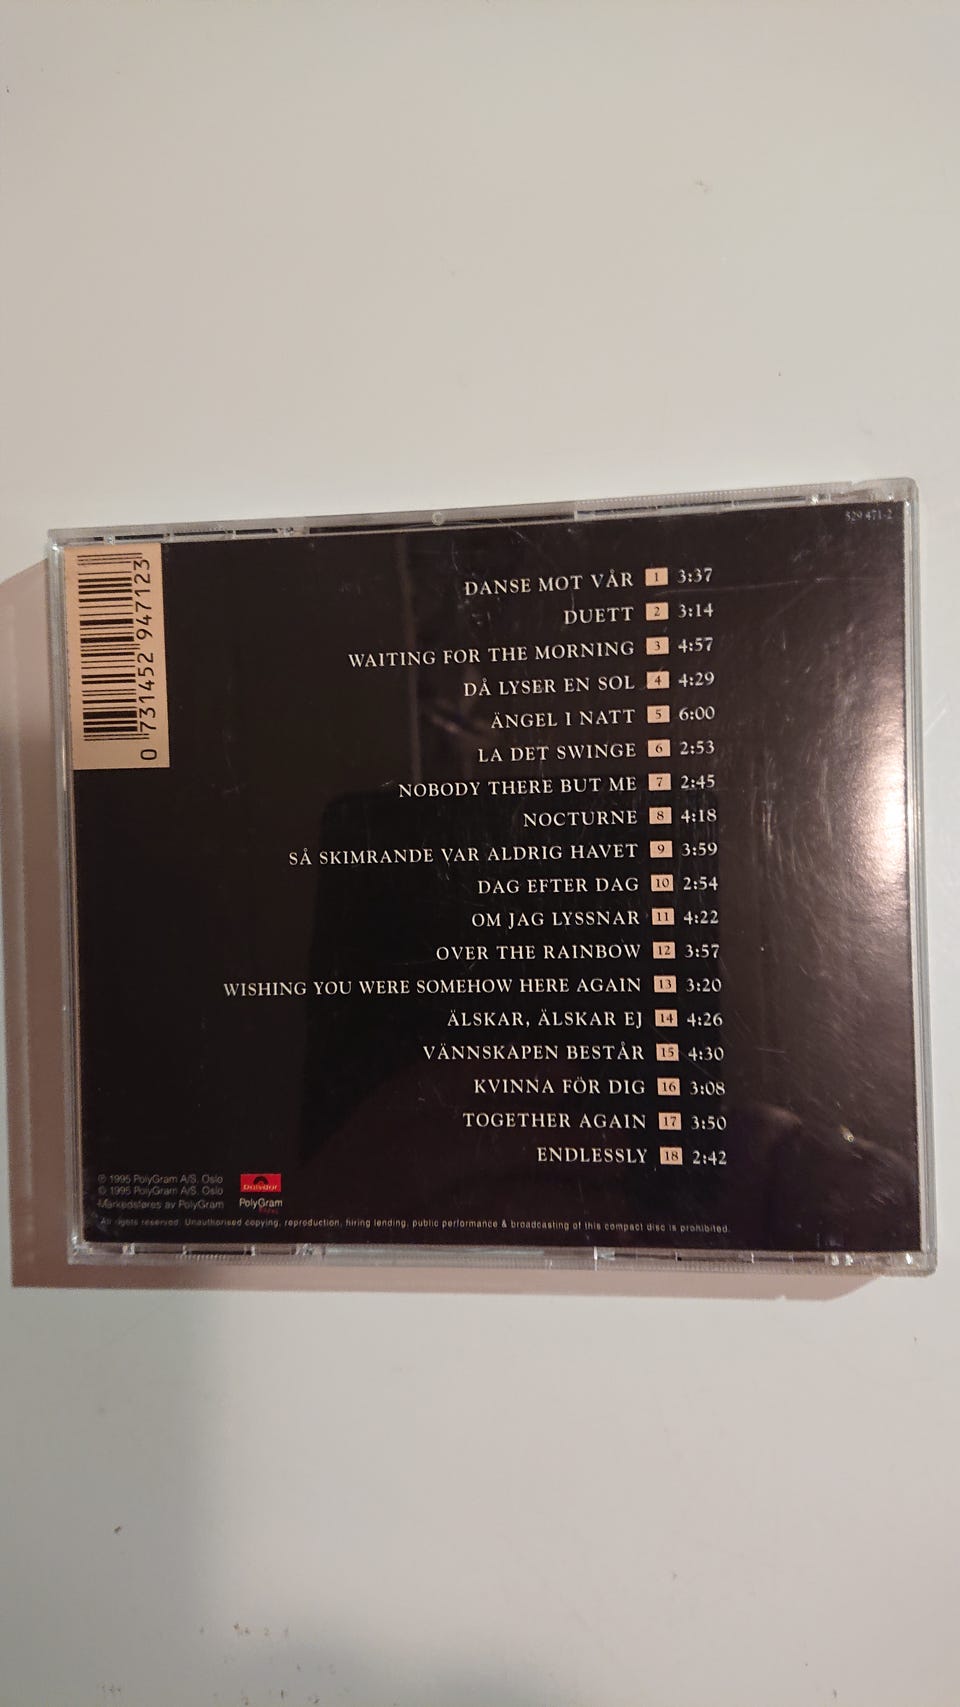 529 471-2
0 731452 947123
DANSE MOT VÅR 1 3:37
DUETT 2 3:14
WAITING FOR THE MORNING 3 4:57
DÅ LYSER EN SOL 4 4:29
ÄNGEL I NATT 5 6:00
LA DET SWINGE 6 2:53
NOBODY THERE BUT ME 7 2:45
NOCTURNE 8 4:18
SÅ SKIMRANDE VAR ALDRIG HAVET 9 3:59
DAG EFTER DAG 10 2:54
OM JAG LYSSNAR 11 4:22
OVER THE RAINBOW 12 3:57
WISHING YOU WERE SOMEHOW HERE AGAIN 13 3:20
ÄLSKAR, ÄLSKAR EJ 14 4:26
VÄNNSKAPEN BESTÅR 15 4:30
KVINNA FÖR DIG 16 3:08
TOGETHER AGAIN 17 3:50
ENDLESSLY 18 2:42
℗ 1995 PolyGram A/S. Oslo
© 1995 PolyGram A/S. Oslo
Markedsføres av PolyGram
Polydor
PolyGram
All rights reserved. Unauthorised copying, reproduction, hiring lending, public performance & broadcasting of this compact disc is prohibited.